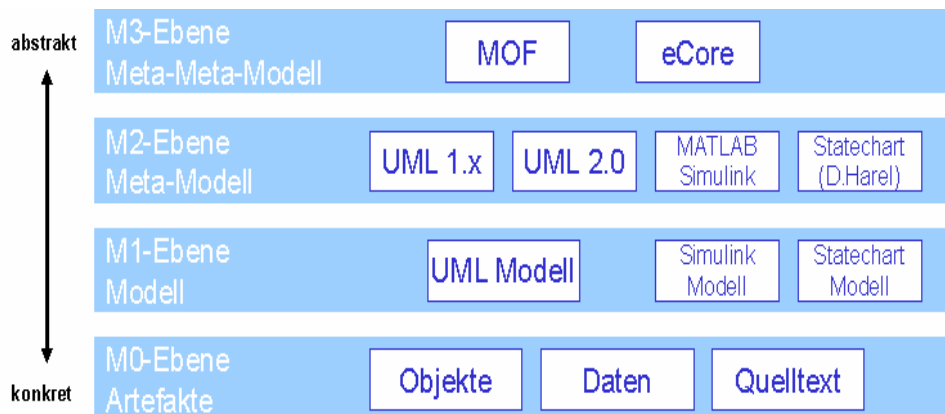 abstrakt
M3-Ebene
Meta-Meta-Modell
MOF
eCore
M2-Ebene
Meta-Modell
UML 1.x
UML 2.0
MATLAB
Simulink
Statechart
(D.Harel)
M1-Ebene
Modell
UML Modell
Simulink
Modell
Statechart
Modell
M0-Ebene
Artefakte
Objekte
Daten
Quelltext
konkret